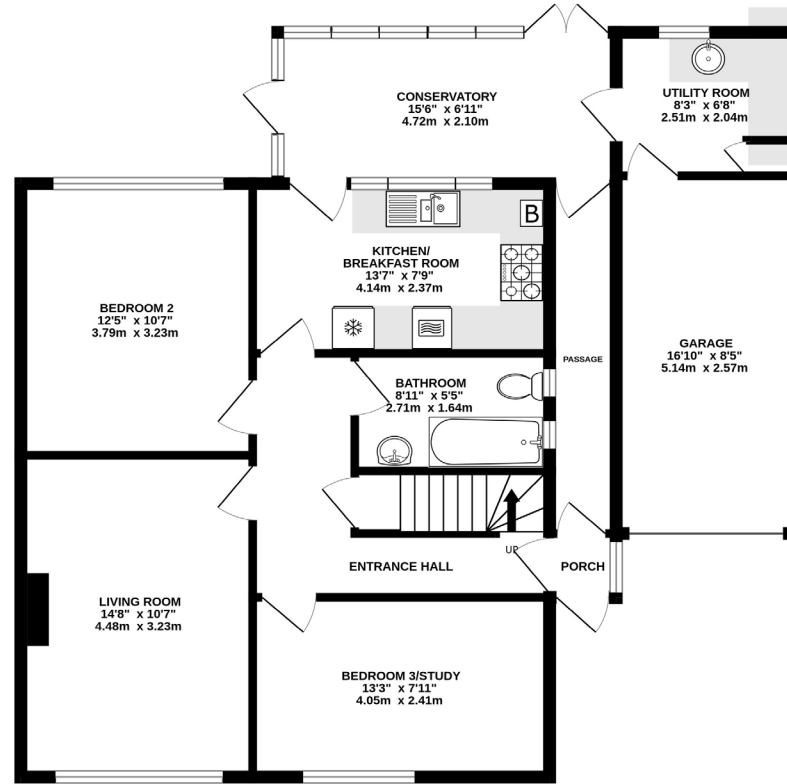 CONSERVATORY
15'6" x 6'11"
4.72m x 2.10m
UTILITY ROOM
8'3" x 6'8"
2.51m x 2.04m
B
KITCHEN/
BREAKFAST ROOM
13'7" x 7'9"
4.14m x 2.37m
BEDROOM 2
12'5" x 10'7"
3.79m x 3.23m
GARAGE
16'10" x 8'5"
5.14m x 2.57m
PASSAGE
BATHROOM
8'11" x 5'5"
2.71m x 1.64m
UP
ENTRANCE HALL
PORCH
LIVING ROOM
14'8" x 10'7"
4.48m x 3.23m
BEDROOM 3/STUDY
13'3" x 7'11"
4.05m x 2.41m